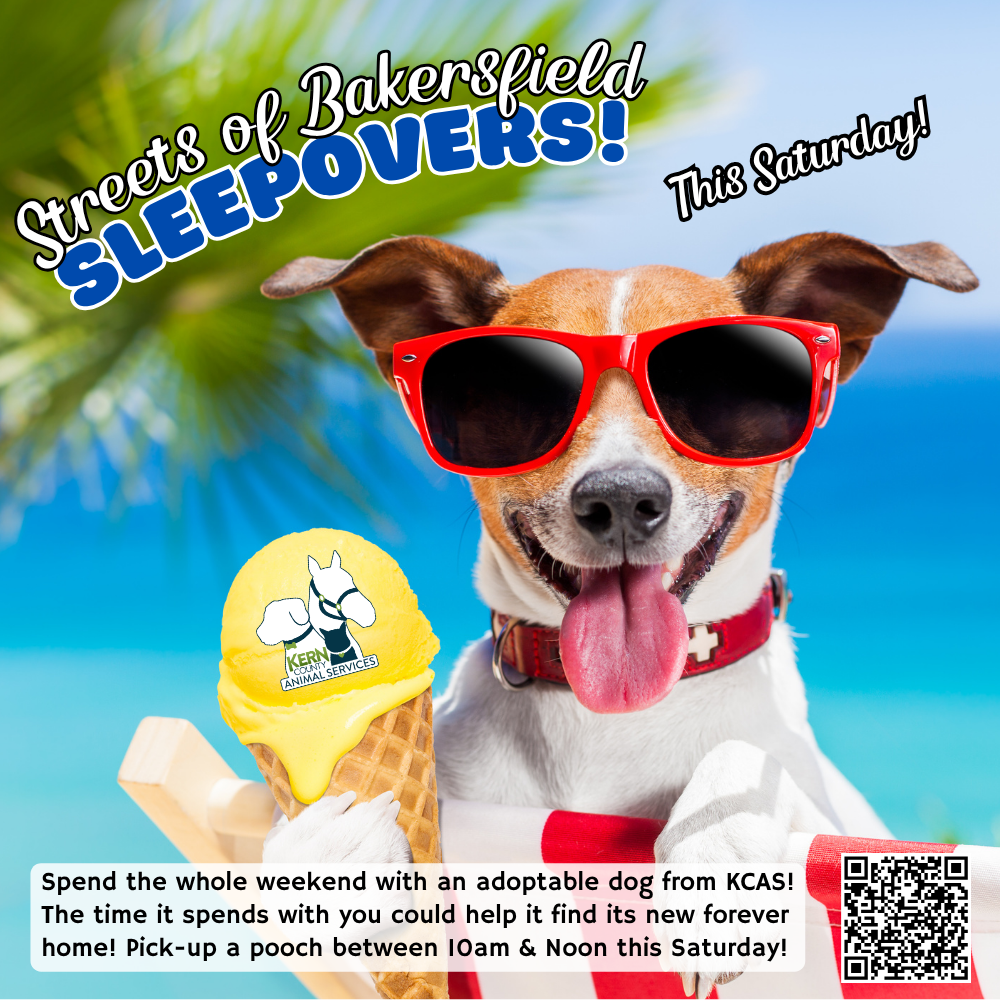 Streets of Bakersfield
SLEEPOVERS!
This Saturday!
KERN
COUNTY
ANIMAL SERVICES
Spend the whole weekend with an adoptable dog from KCAS!
The time it spends with you could help it find its new forever
home! Pick-up a pooch between 10am & Noon this Saturday!